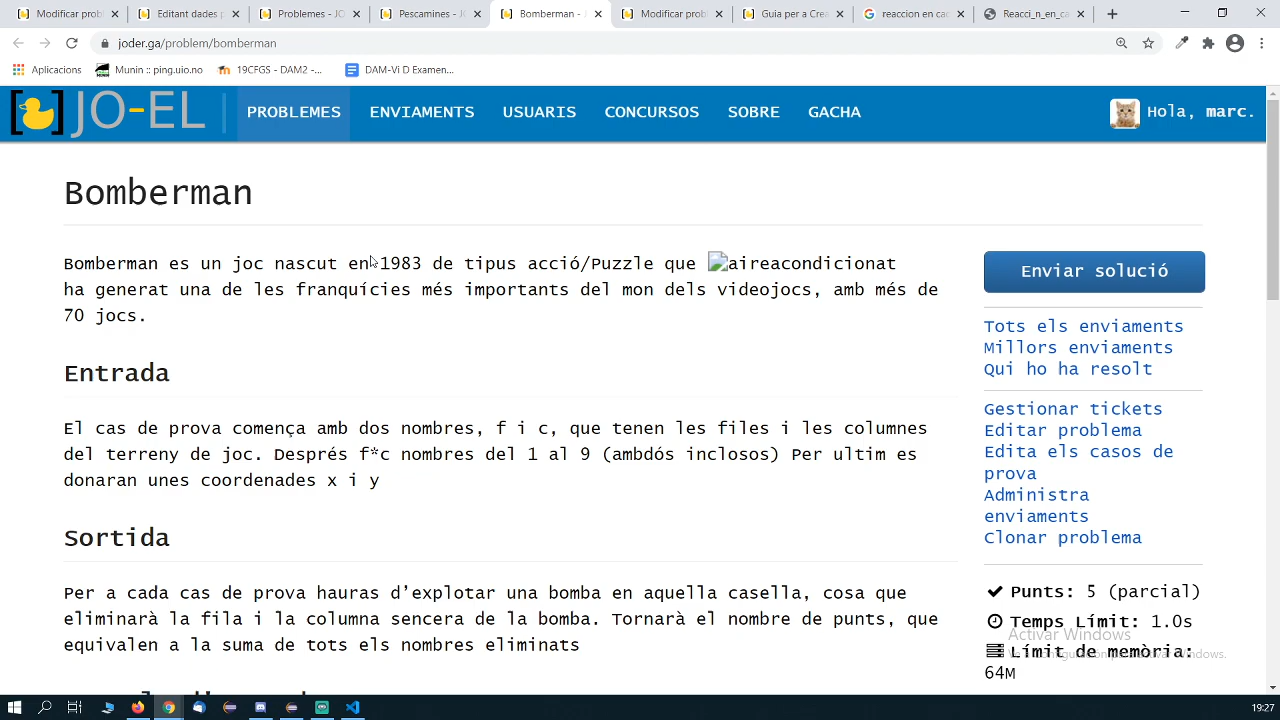 Modificar prob
Editant dades p
Problemes - JO
Pescamines - JO
Bomberman -
Modificar prob
Guia per a Crea
reaccion en cad
Reacci_n_en_ca
joder.ga/problem/bomberman
Aplicacions
Munin :: ping.uio.no
19CFGS - DAM2 -...
DAM-Vi D Examen...
JO-EL
PROBLEMES
ENVIAMENTS
USUARIS
CONCURSOS
SOBRE
GACHA
Hola, marc.
Bomberman
Bomberman es un joc nascut en 1983 de tipus acció/Puzzle que aireacondicionat
ha generat una de les franquícies més importants del mon dels videojocs, amb més de
70 jocs.
Entrada
El cas de prova comença amb dos nombres, f i c, que tenen les files i les columnes
del terreny de joc. Després f*c nombres del 1 al 9 (ambdós inclosos) Per ultim es
donaran unes coordenades x i y
Sortida
Per a cada cas de prova hauras d'explotar una bomba en aquella casella, cosa que
eliminarà la fila i la columna sencera de la bomba. Tornarà el nombre de punts, que
equivalen a la suma de tots els nombres eliminats
Enviar solució
Tots els enviaments
Millors enviaments
Qui ho ha resolt
Gestionar tickets
Editar problema
Edita els casos de
prova
Administra
enviaments
Clonar problema
Punts: 5 (parcial)
Temps Límit: 1.0s
Activar Windows
Límit de memòria:
64M
19:27